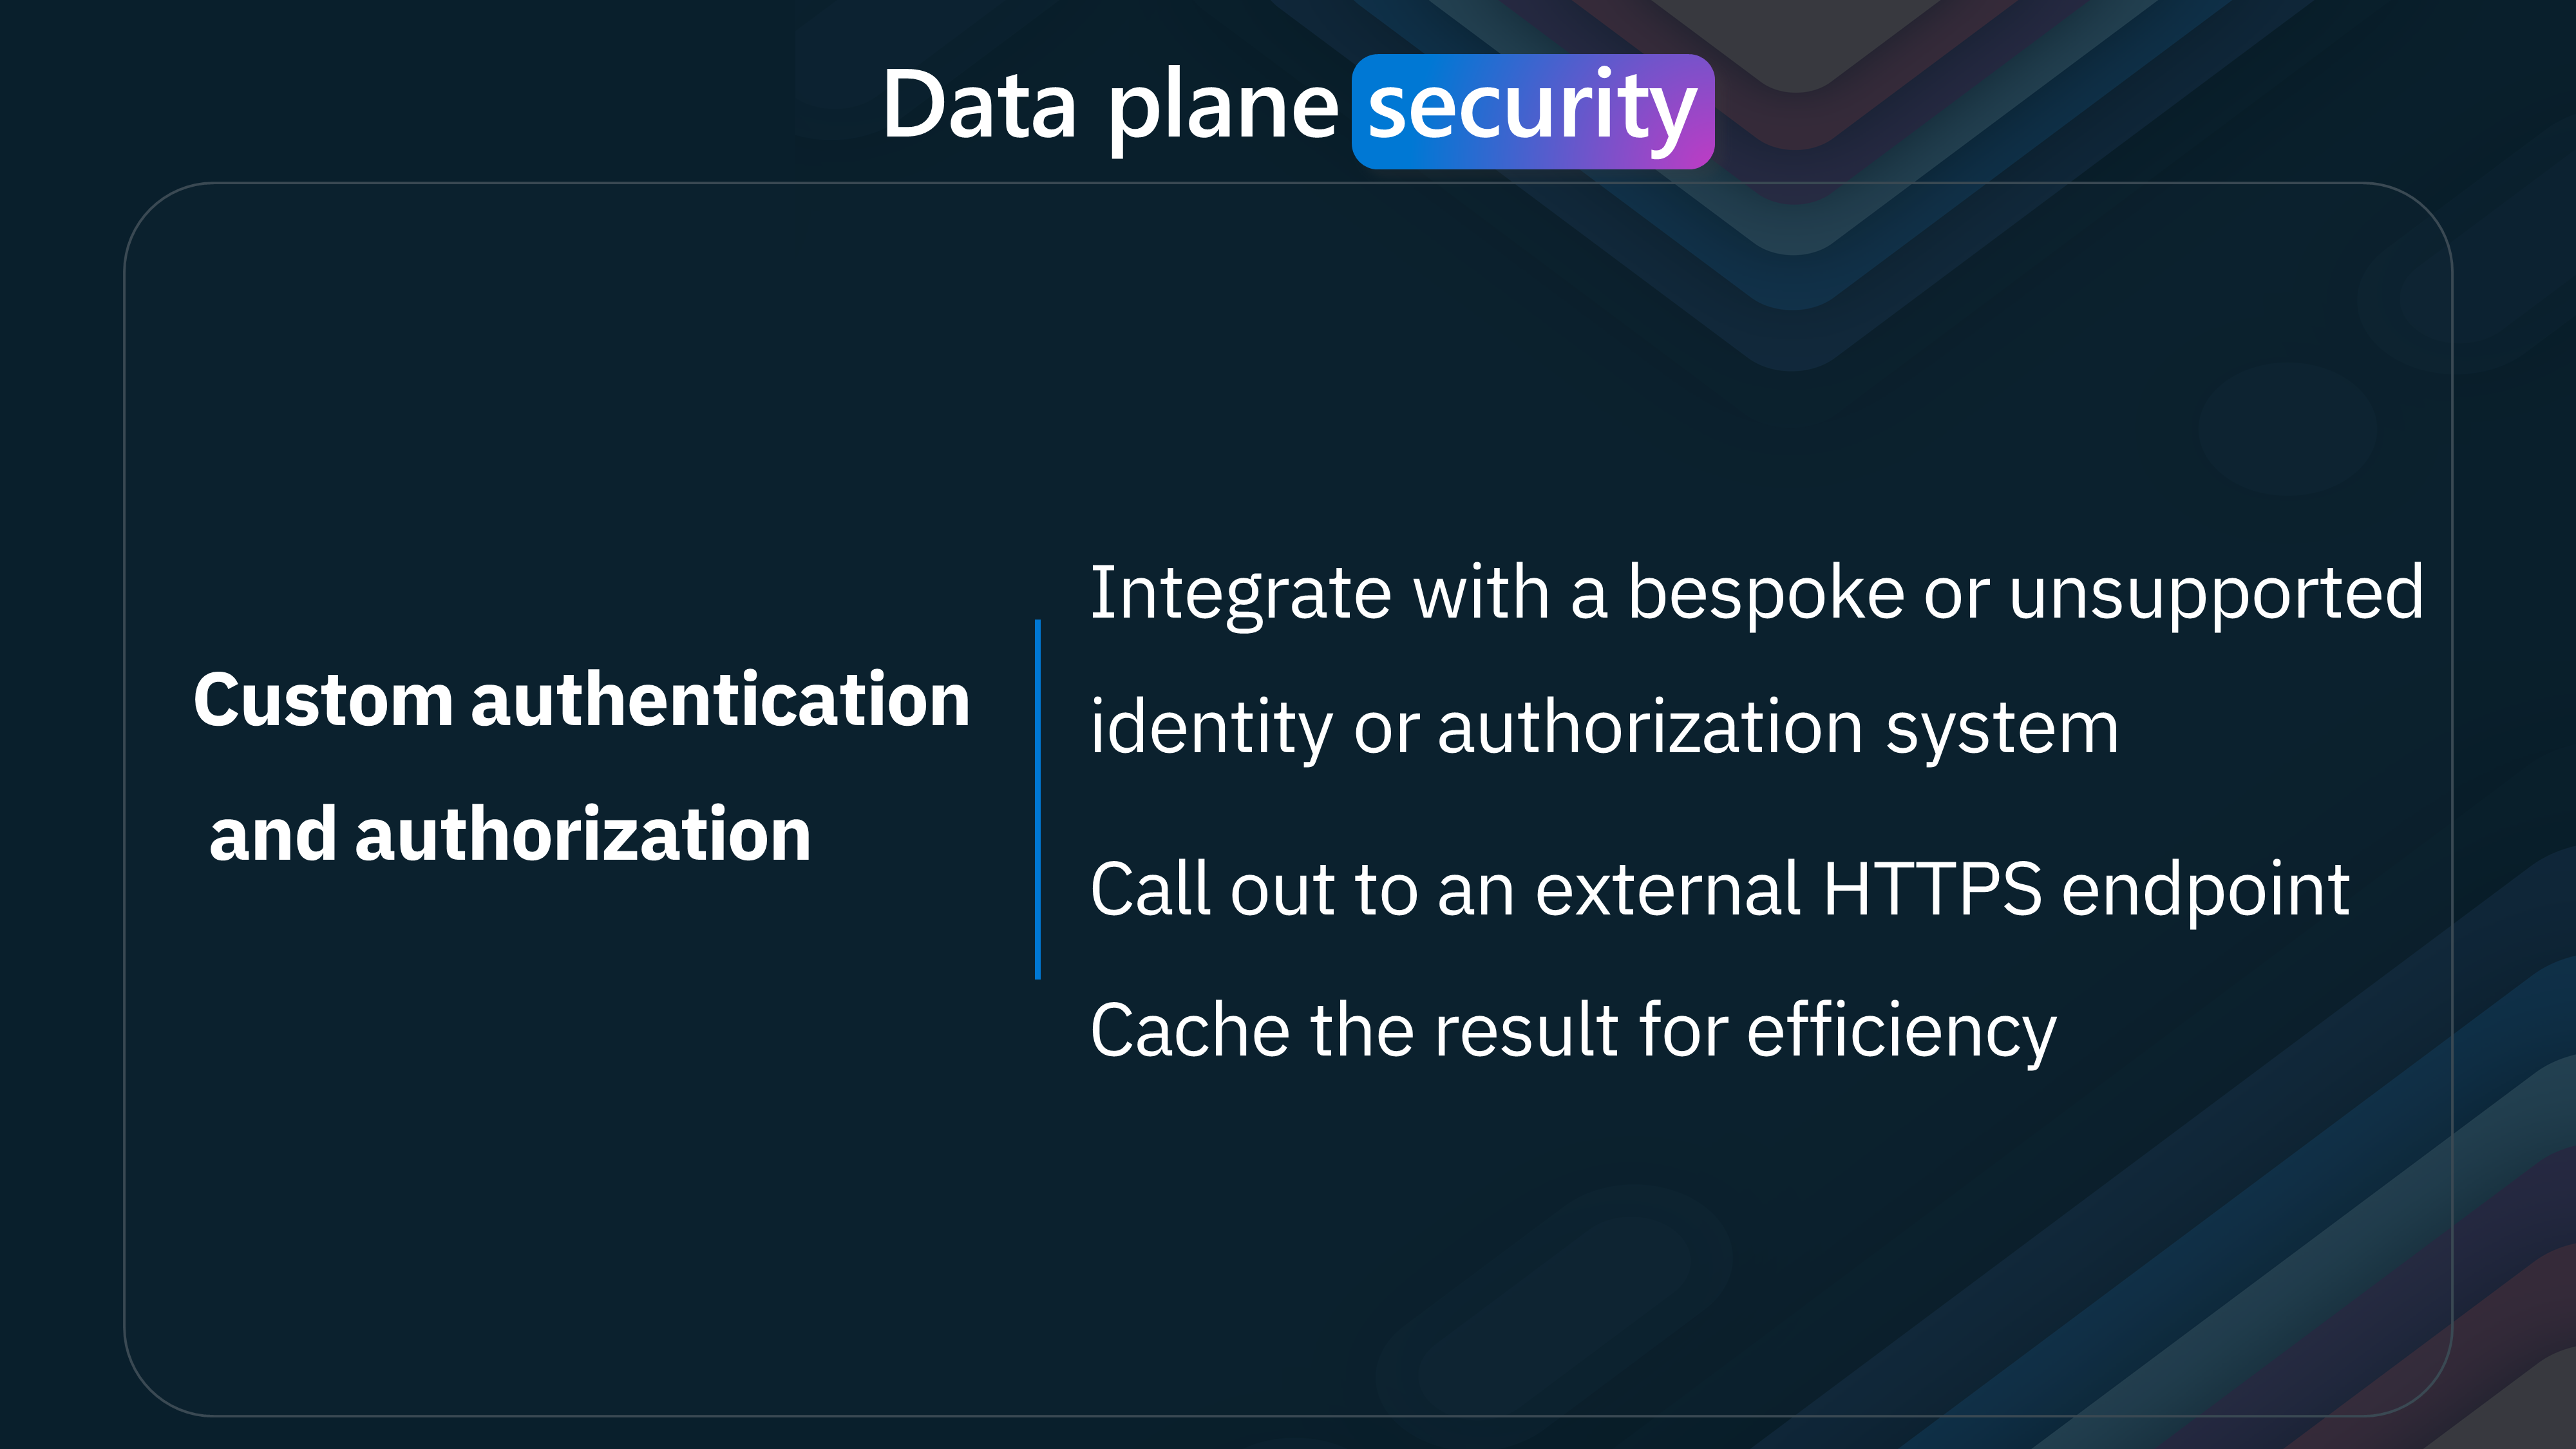 Data plane security
Custom authentication
and authorization
Integrate with a bespoke or unsupported
identity or authorization system
Call out to an external HTTPS endpoint
Cache the result for efficiency